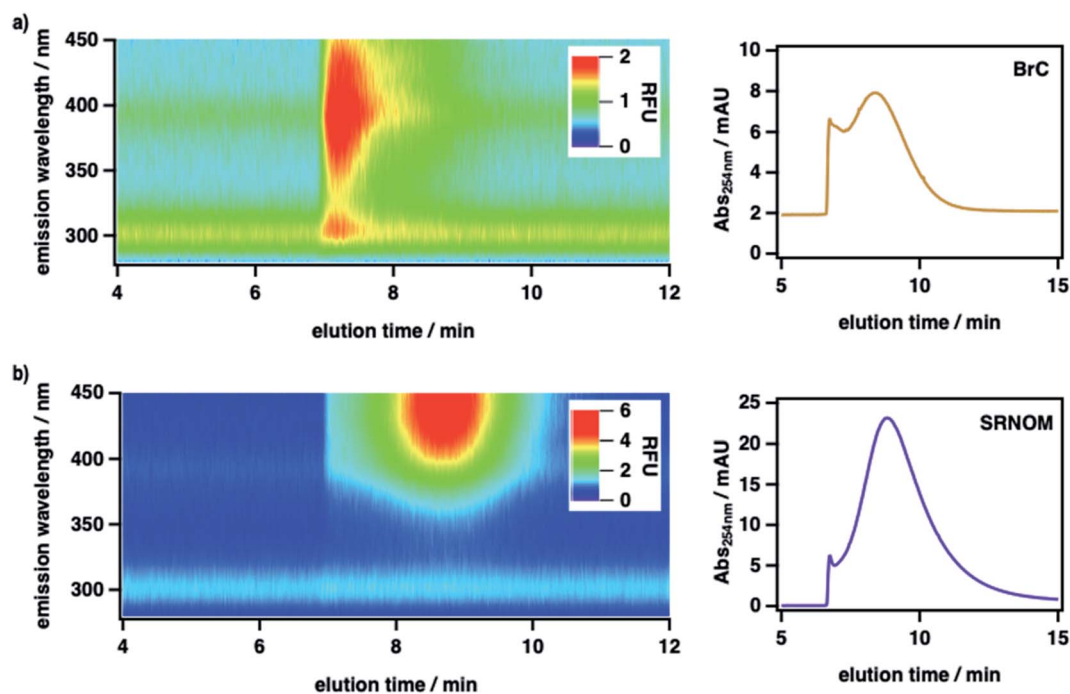 a)
450
400
350
300
emission wavelength / nm
4 6 8 10 12
elution time / min
2
1
0
RFU
10
8
6
4
2
0
Abs254nm / mAU
BrC
5 10 15
elution time / min
b)
450
400
350
300
emission wavelength / nm
4 6 8 10 12
elution time / min
6
4
2
0
RFU
25
20
15
10
5
0
Abs254nm / mAU
SRNOM
5 10 15
elution time / min